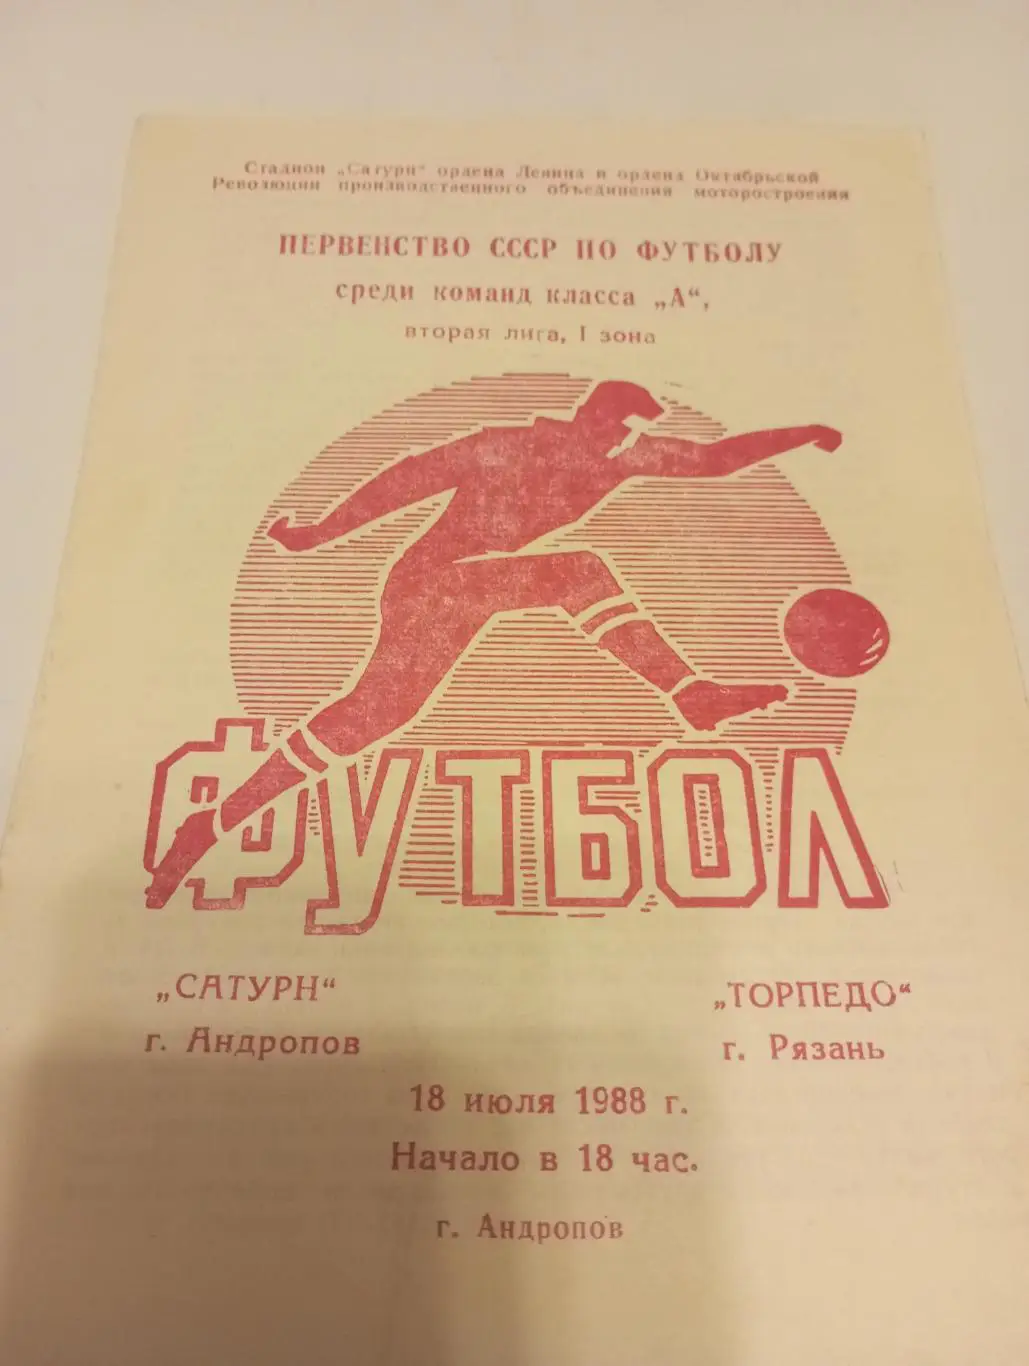 Стадион „Сатурн“ ордена Ленина и ордена Октябрьской
Революции производственного объединения моторостроения
ПЕРВЕНСТВО СССР ПО ФУТБОЛУ
среди команд класса „А“,
вторая лига, I зона
ФУТБОЛ
„САТУРН“ „ТОРПЕДО“
г. Андропов г. Рязань
18 июля 1988 г.
Начало в 18 час.
г. Андропов